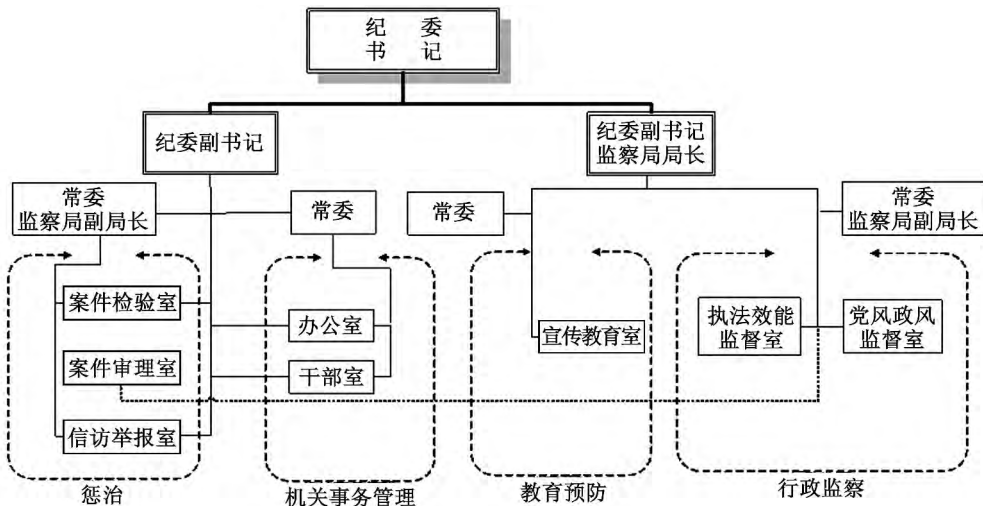 纪 委
书 记
纪委副书记
纪委副书记
监察局局长
常委
监察局副局长
常委
常委
常委
监察局副局长
案件检验室
案件审理室
信访举报室
办公室
干部室
宣传教育室
执法效能
监督室
党风政风
监督室
惩治
机关事务管理
教育预防
行政监察